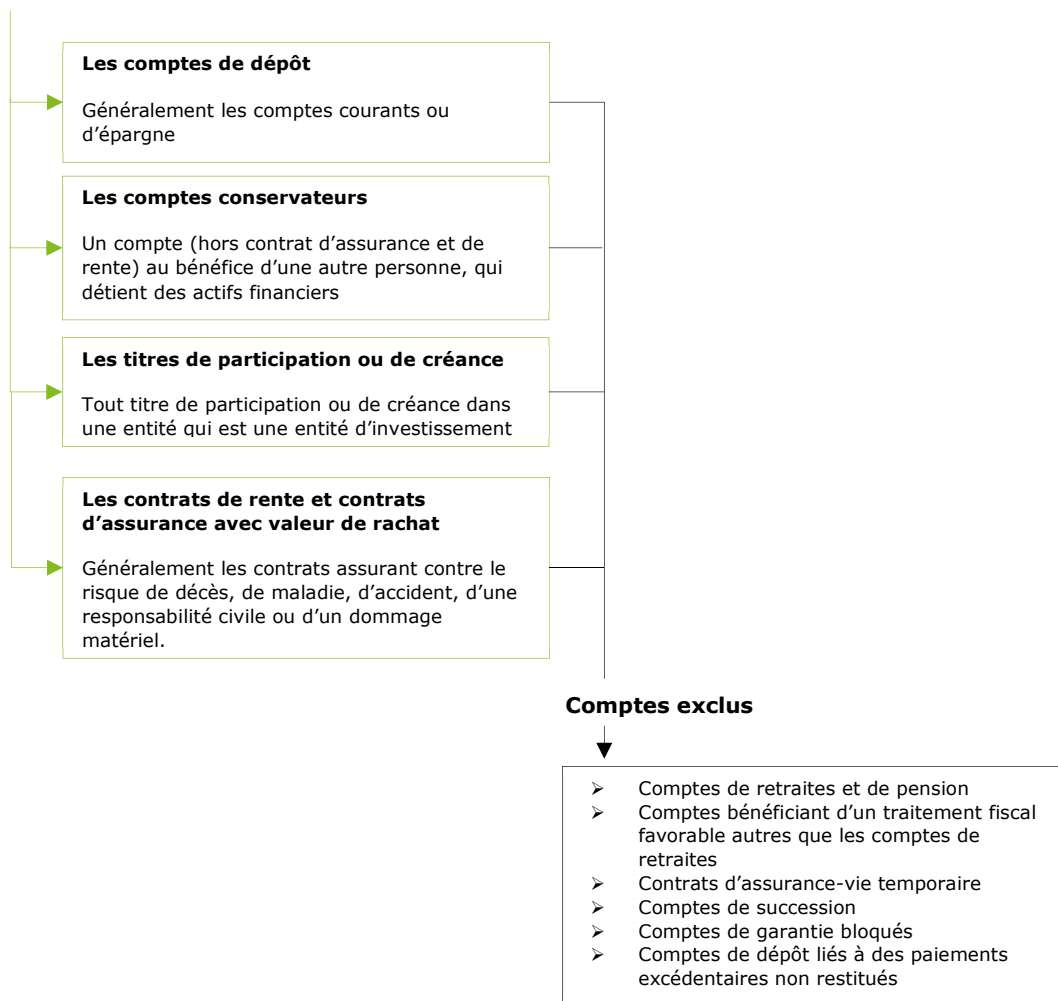 Les comptes de dépôt
Généralement les comptes courants ou
d’épargne
Les comptes conservateurs
Un compte (hors contrat d’assurance et de
rente) au bénéfice d’une autre personne, qui
détient des actifs financiers
Les titres de participation ou de créance
Tout titre de participation ou de créance dans
une entité qui est une entité d’investissement
Les contrats de rente et contrats
d’assurance avec valeur de rachat
Généralement les contrats assurant contre le
risque de décès, de maladie, d’accident, d’une
responsabilité civile ou d’un dommage
matériel.
Comptes exclus
➢ Comptes de retraites et de pension
➢ Comptes bénéficiant d’un traitement fiscal
favorable autres que les comptes de
retraites
➢ Contrats d’assurance-vie temporaire
➢ Comptes de succession
➢ Comptes de garantie bloqués
➢ Comptes de dépôt liés à des paiements
excédentaires non restitués